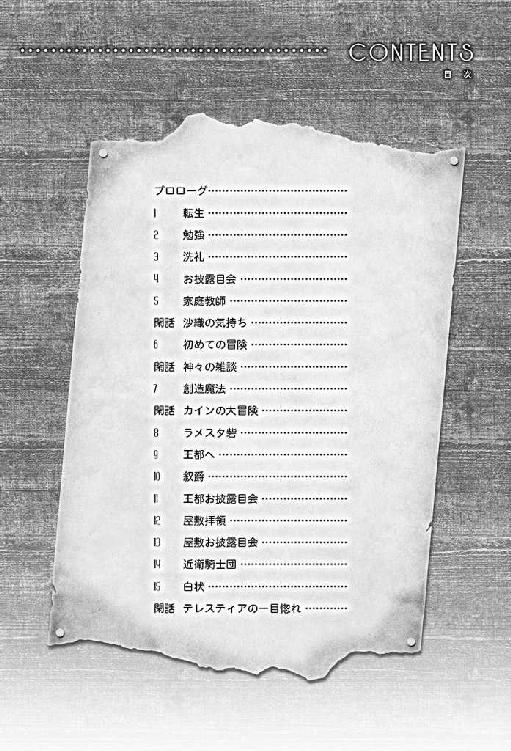 CONTENTS
目 次
プロローグ
1 転生
2 勉強
3 洗礼
4 お披露目会
5 家庭教師
閑話 沙織の気持ち
6 初めての冒険
閑話 神々の雑談
7 創造魔法
閑話 カインの大冒険
8 ラメスタ砦
9 王都へ
10 叙爵
11 王都お披露目会
12 屋敷拝領
13 屋敷お披露目会
14 近衛騎士団
15 白状
閑話 テレスティアの一目惚れ